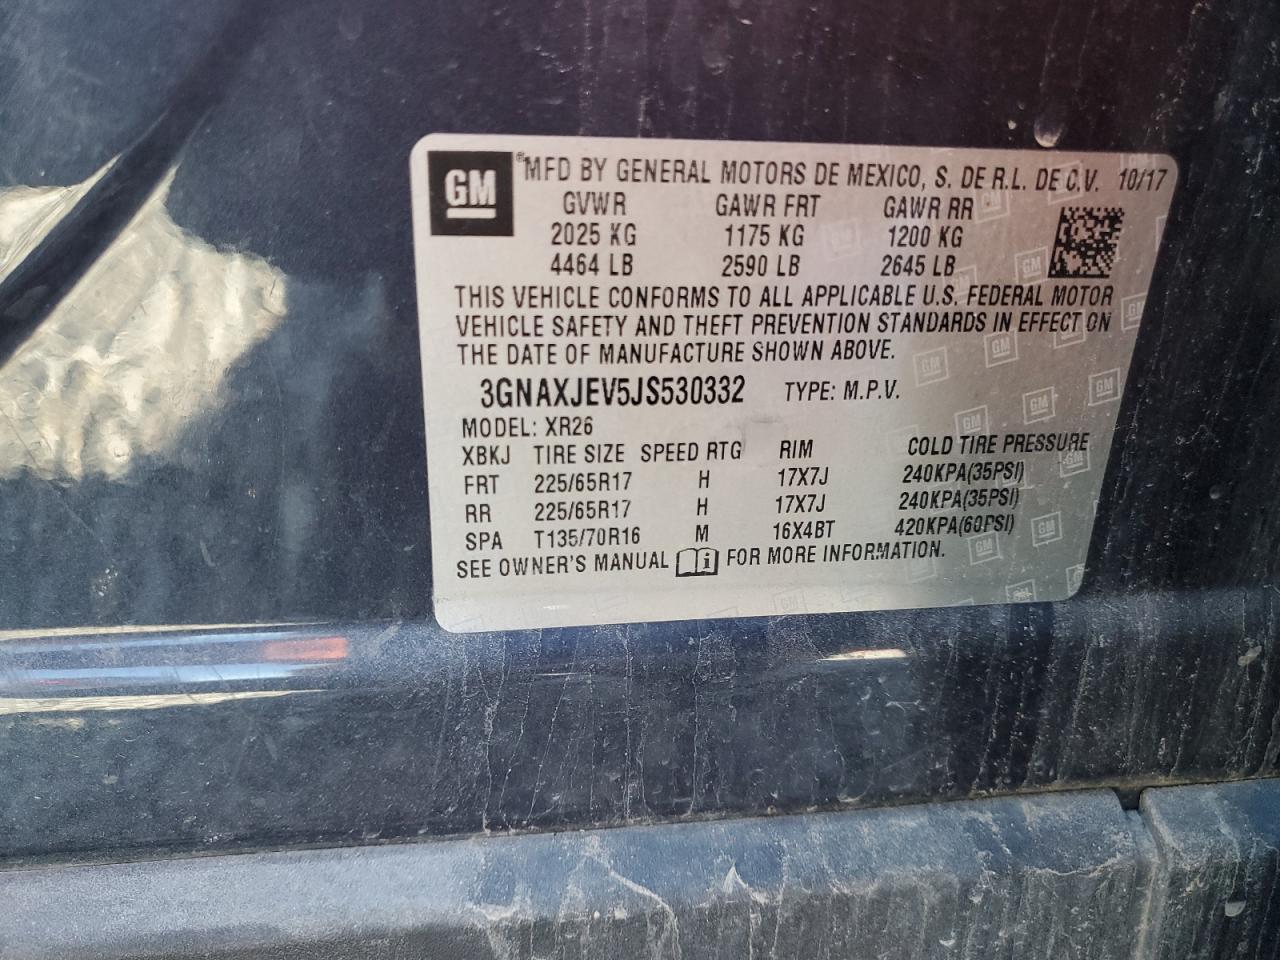 GM ® MFD BY GENERAL MOTORS DE MEXICO, S. DE R.L. DE C.V. 10/17
GVWR GAWR FRT GAWR RR
2025 KG 1175 KG 1200 KG
4464 LB 2590 LB 2645 LB
THIS VEHICLE CONFORMS TO ALL APPLICABLE U.S. FEDERAL MOTOR
VEHICLE SAFETY AND THEFT PREVENTION STANDARDS IN EFFECT ON
THE DATE OF MANUFACTURE SHOWN ABOVE.
3GNAXJEV5JS530332 TYPE: M.P.V.
MODEL: XR26
XBKJ TIRE SIZE SPEED RTG RIM COLD TIRE PRESSURE
FRT 225/65R17 H 17X7J 240KPA(35PSI)
RR 225/65R17 H 17X7J 240KPA(35PSI)
SPA T135/70R16 M 16X4BT 420KPA(60PSI)
SEE OWNER'S MANUAL FOR MORE INFORMATION.